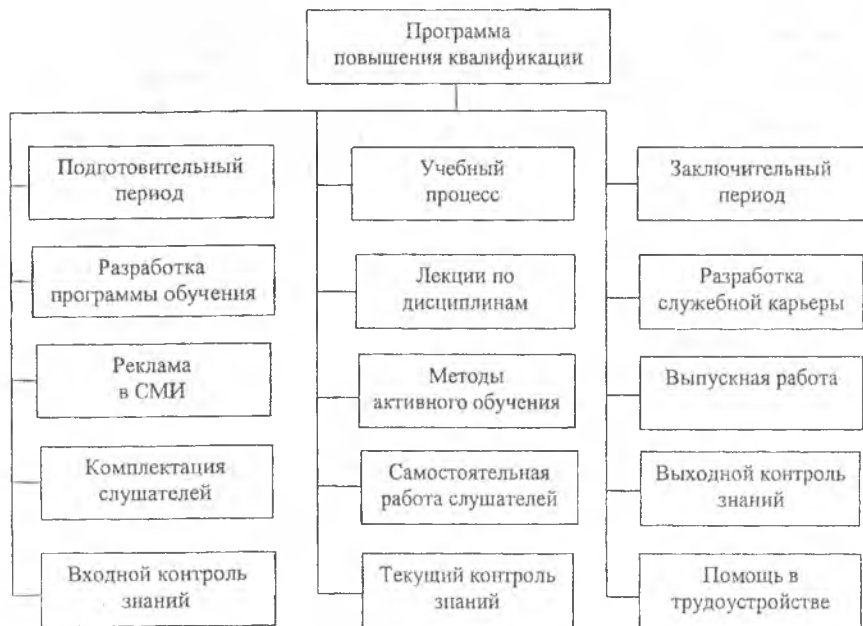 Программа
повышения квалификации
Подготовительный
период
Разработка
программы обучения
Реклама
в СМИ
Комплектация
слушателей
Входной контроль
знаний
Учебный
процесс
Лекции по
дисциплинам
Методы
активного обучения
Самостоятельная
работа слушателей
Текущий контроль
знаний
Заключительный
период
Разработка
служебной карьеры
Выпускная работа
Выходной контроль
знаний
Помощь в
трудоустройстве